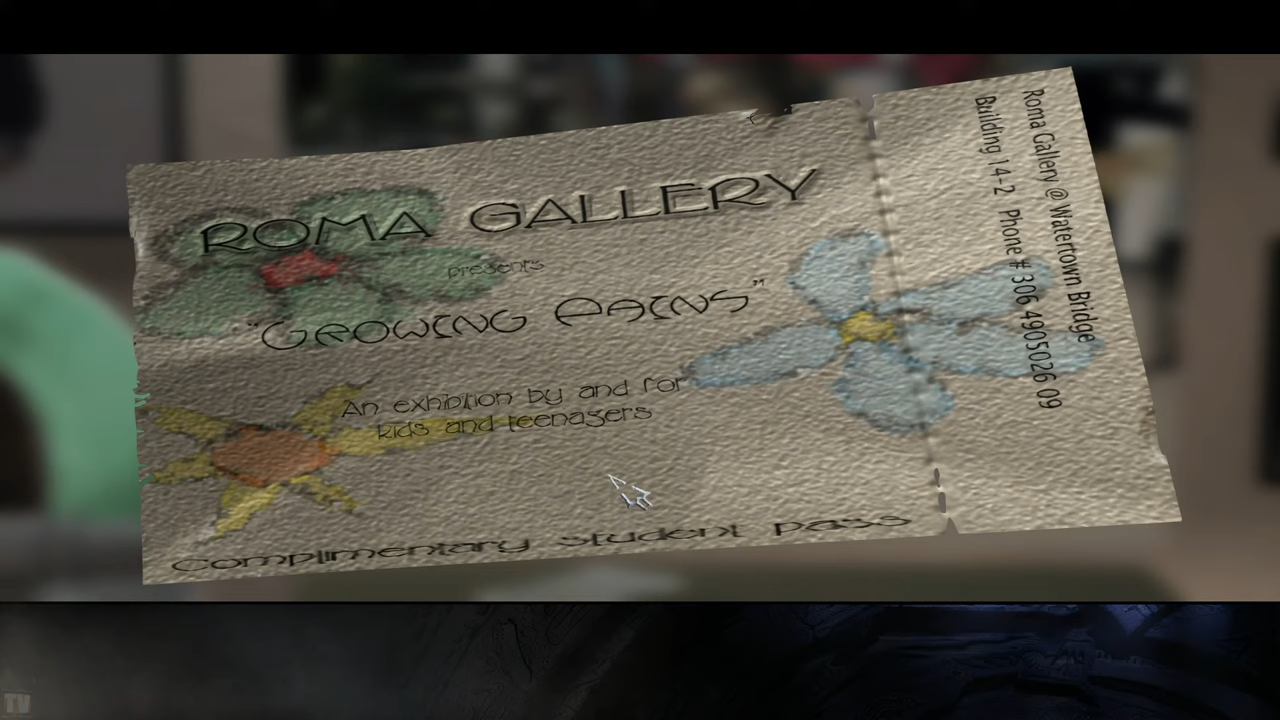 ROMA GALLERY
presents
"GROWING PAINS"
An exhibition by and for
kids and teenagers
Complimentary student pass
Roma Gallery @ Watertown Bridge
Building 14-2 Phone # 306 4905026 09
TV